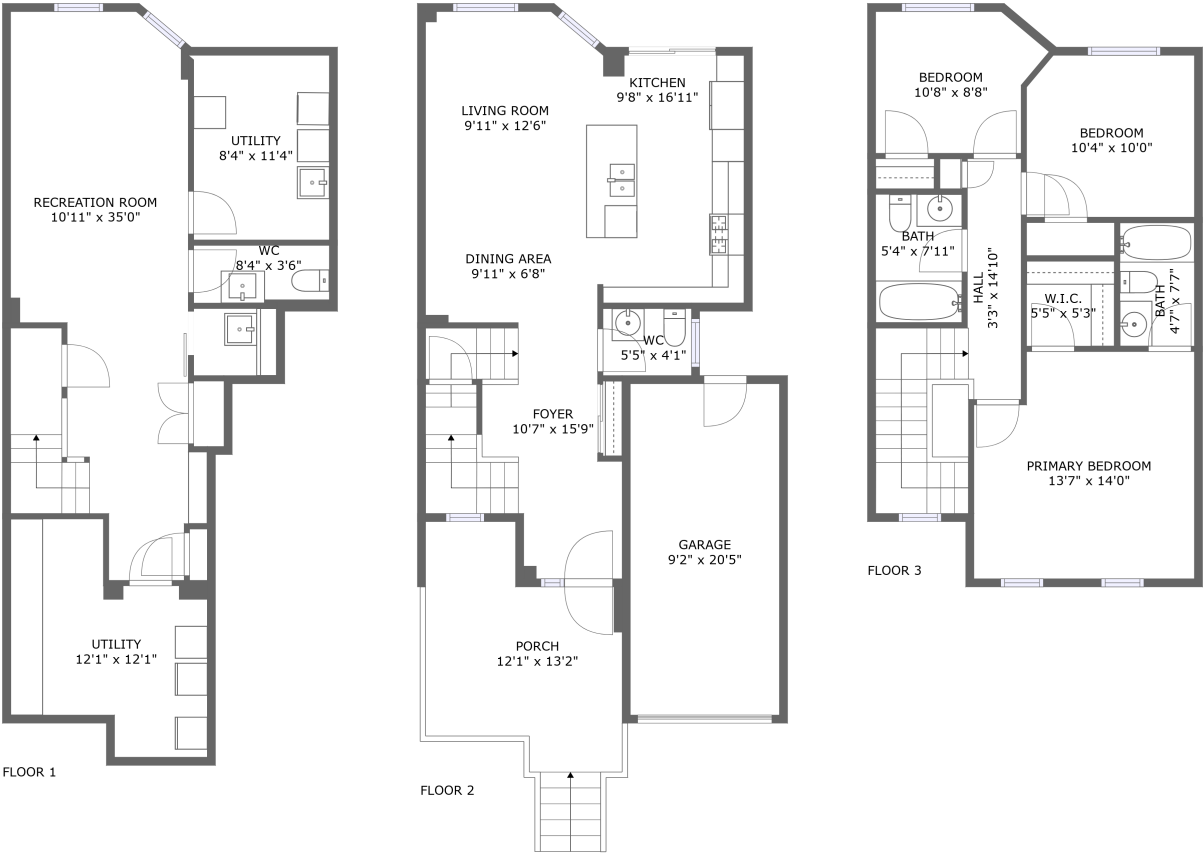 RECREATION ROOM
10'11" x 35'0"
UTILITY
8'4" x 11'4"
WC
8'4" x 3'6"
UTILITY
12'1" x 12'1"
FLOOR 1
LIVING ROOM
9'11" x 12'6"
KITCHEN
9'8" x 16'11"
DINING AREA
9'11" x 6'8"
WC
5'5" x 4'1"
FOYER
10'7" x 15'9"
GARAGE
9'2" x 20'5"
PORCH
12'1" x 13'2"
FLOOR 2
BEDROOM
10'8" x 8'8"
BEDROOM
10'4" x 10'0"
BATH
5'4" x 7'11"
HALL
3'3" x 14'10"
W.I.C.
5'5" x 5'3"
BATH
4'7" x 7'7"
PRIMARY BEDROOM
13'7" x 14'0"
FLOOR 3